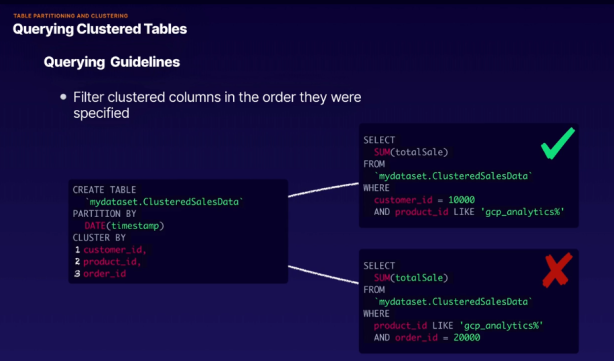 TABLE PARTITIONING AND CLUSTERING
Querying Clustered Tables
Querying Guidelines
• Filter clustered columns in the order they were
specified
CREATE TABLE
`mydataset.ClusteredSalesData`
PARTITION BY
DATE(timestamp)
CLUSTER BY
1 customer_id,
2 product_id,
3 order_id
SELECT
SUM(totalSale)
FROM
`mydataset.ClusteredSalesData`
WHERE
customer_id = 10000
AND product_id LIKE 'gcp_analytics%'
SELECT
SUM(totalSale)
FROM
`mydataset.ClusteredSalesData`
WHERE
product_id LIKE 'gcp_analytics%'
AND order_id = 20000